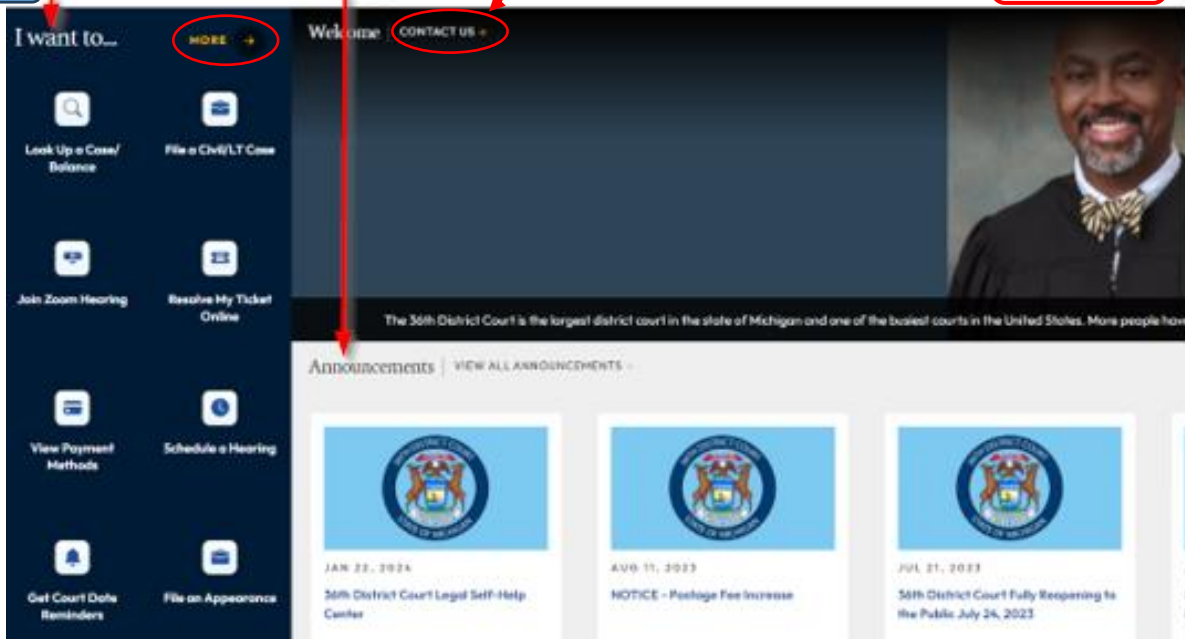 I want to...
MORE →
Look Up a Case/
Balance
File a Civil/LT Case
Join Zoom Hearing
Resolve My Ticket
Online
View Payment
Methods
Schedule a Hearing
Get Court Date
Reminders
File an Appearance
Welcome | CONTACT US
The 36th District Court is the largest district court in the state of Michigan and one of the busiest courts in the United States. More people hav
Announcements | VIEW ALL ANNOUNCEMENTS
JAN 22, 2024
36th District Court Legal Self-Help
Center
AUG 11, 2023
NOTICE - Postage Fee Increase
JUL 21, 2023
36th District Court Fully Reopening to
the Public July 24, 2023